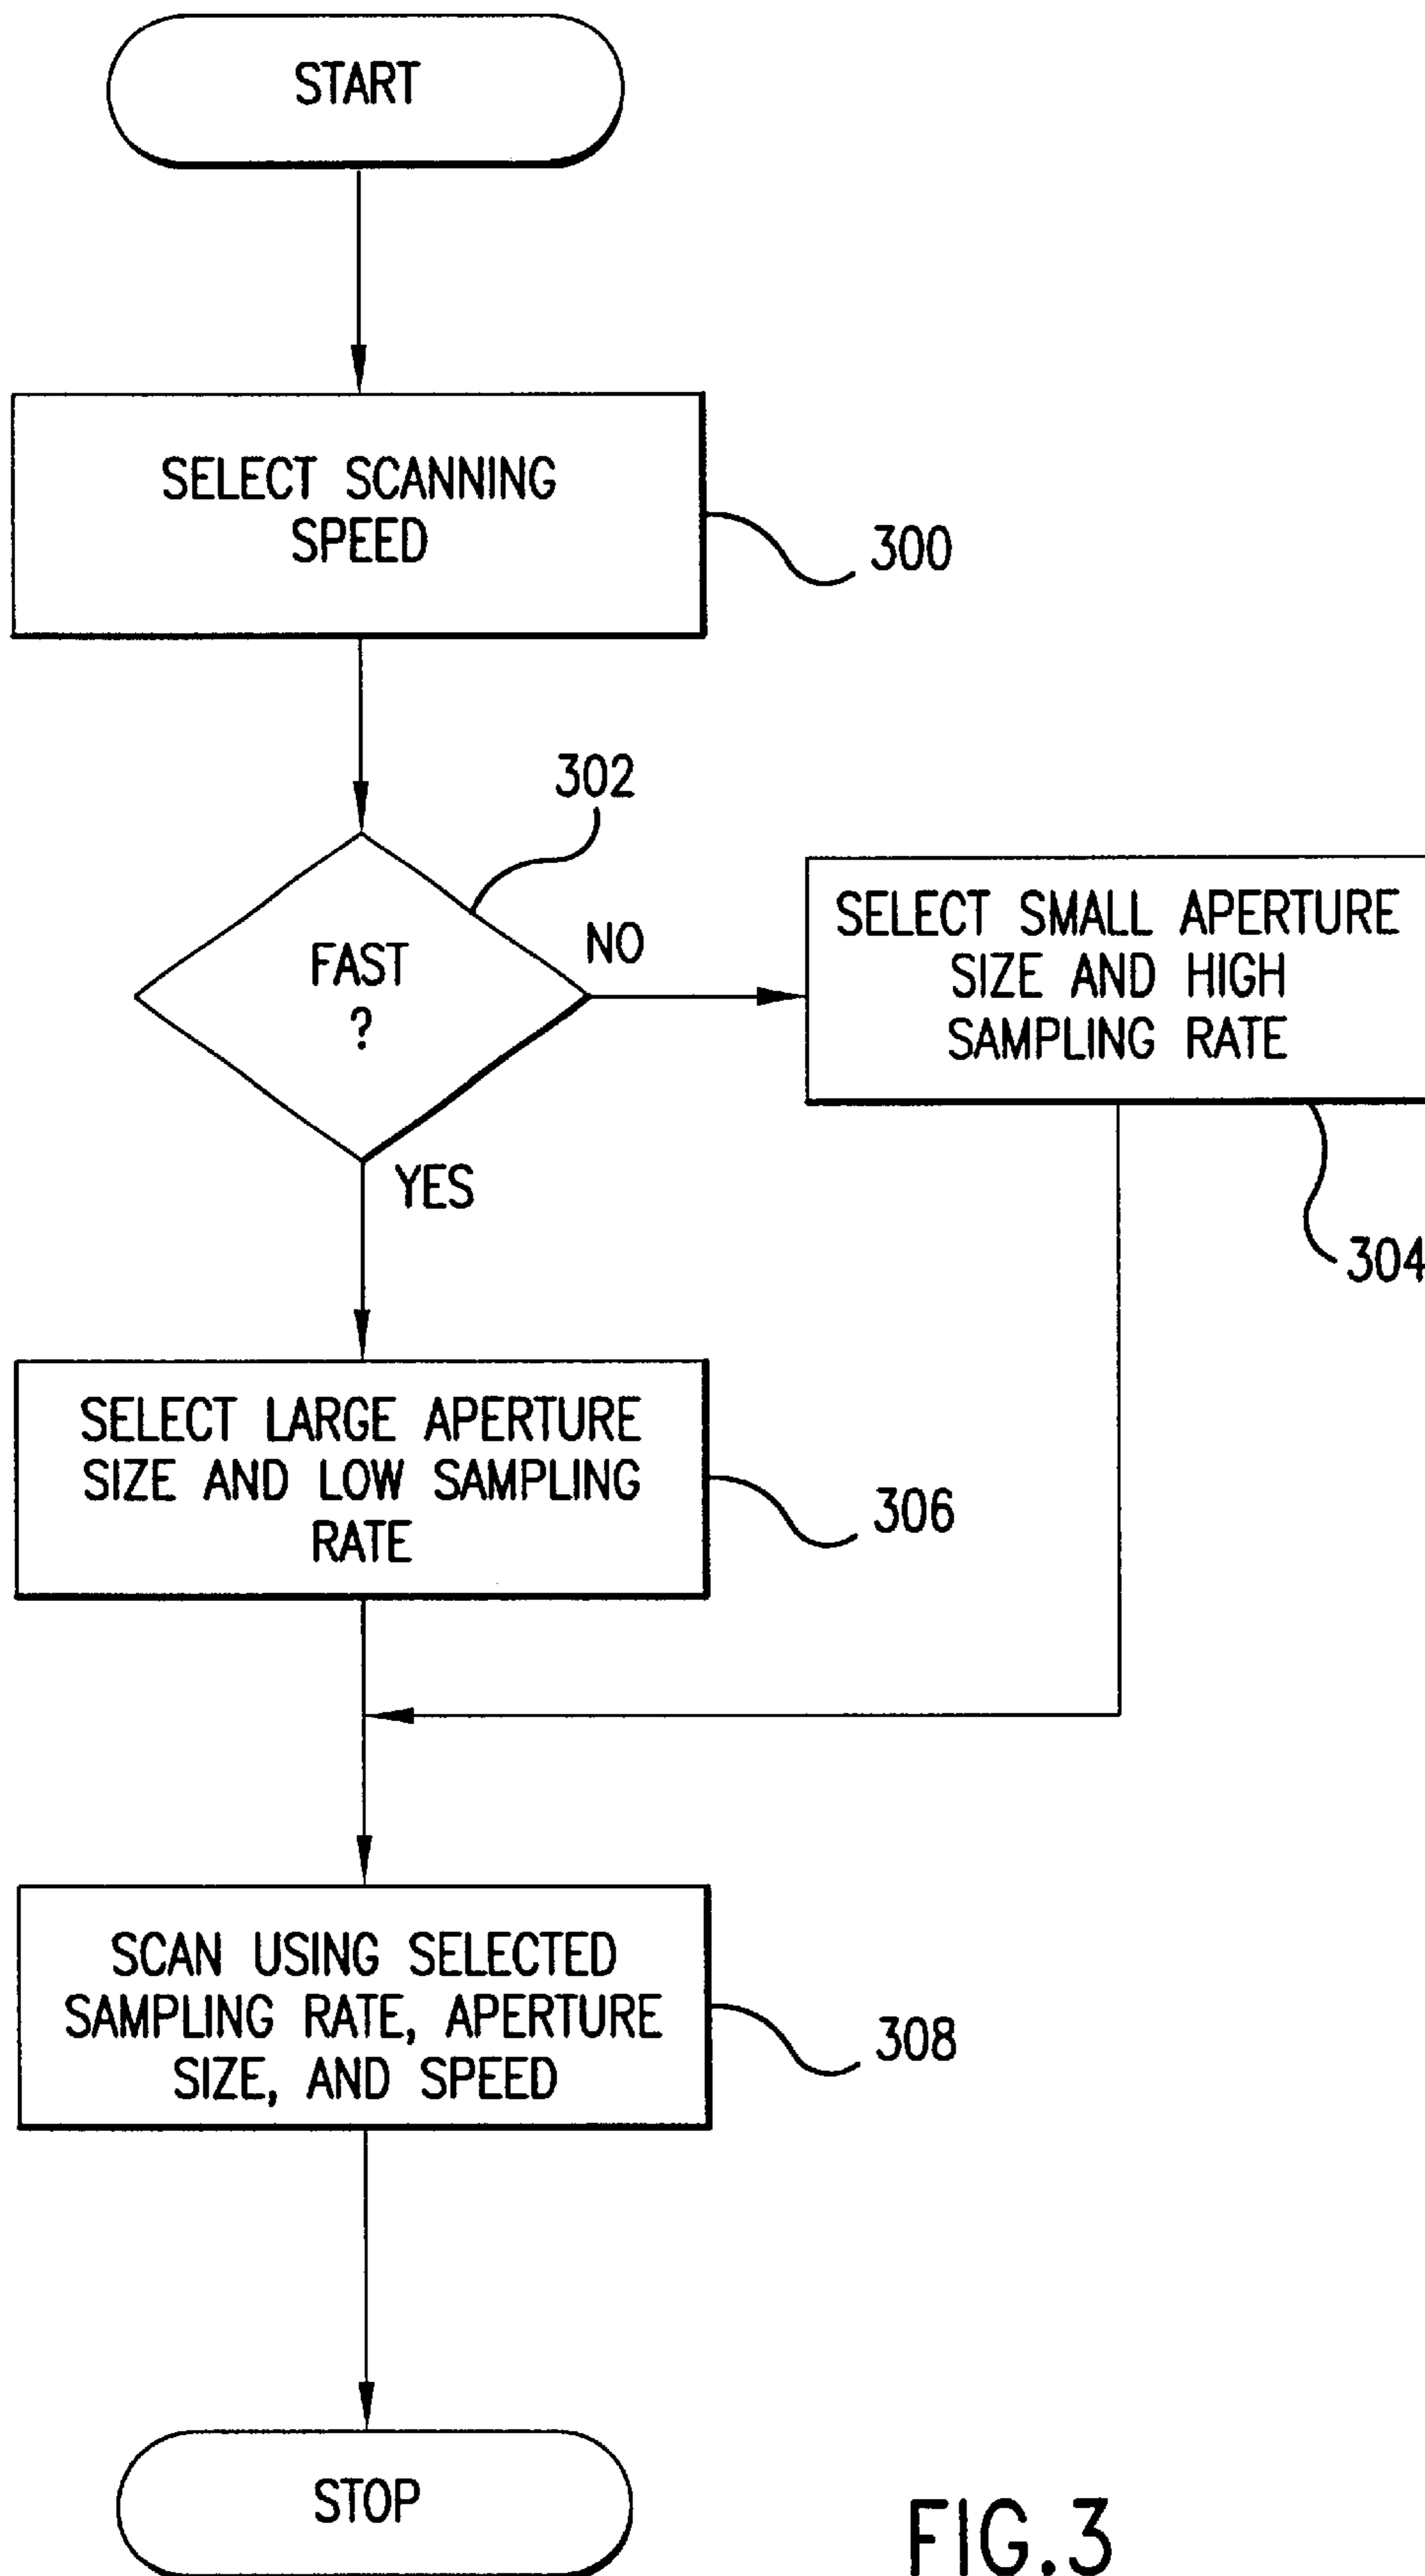 START
SELECT SCANNING
SPEED
300
302
FAST
?
NO
SELECT SMALL APERTURE
SIZE AND HIGH
SAMPLING RATE
304
YES
SELECT LARGE APERTURE
SIZE AND LOW SAMPLING
RATE
306
SCAN USING SELECTED
SAMPLING RATE, APERTURE
SIZE, AND SPEED
308
STOP
FIG.3